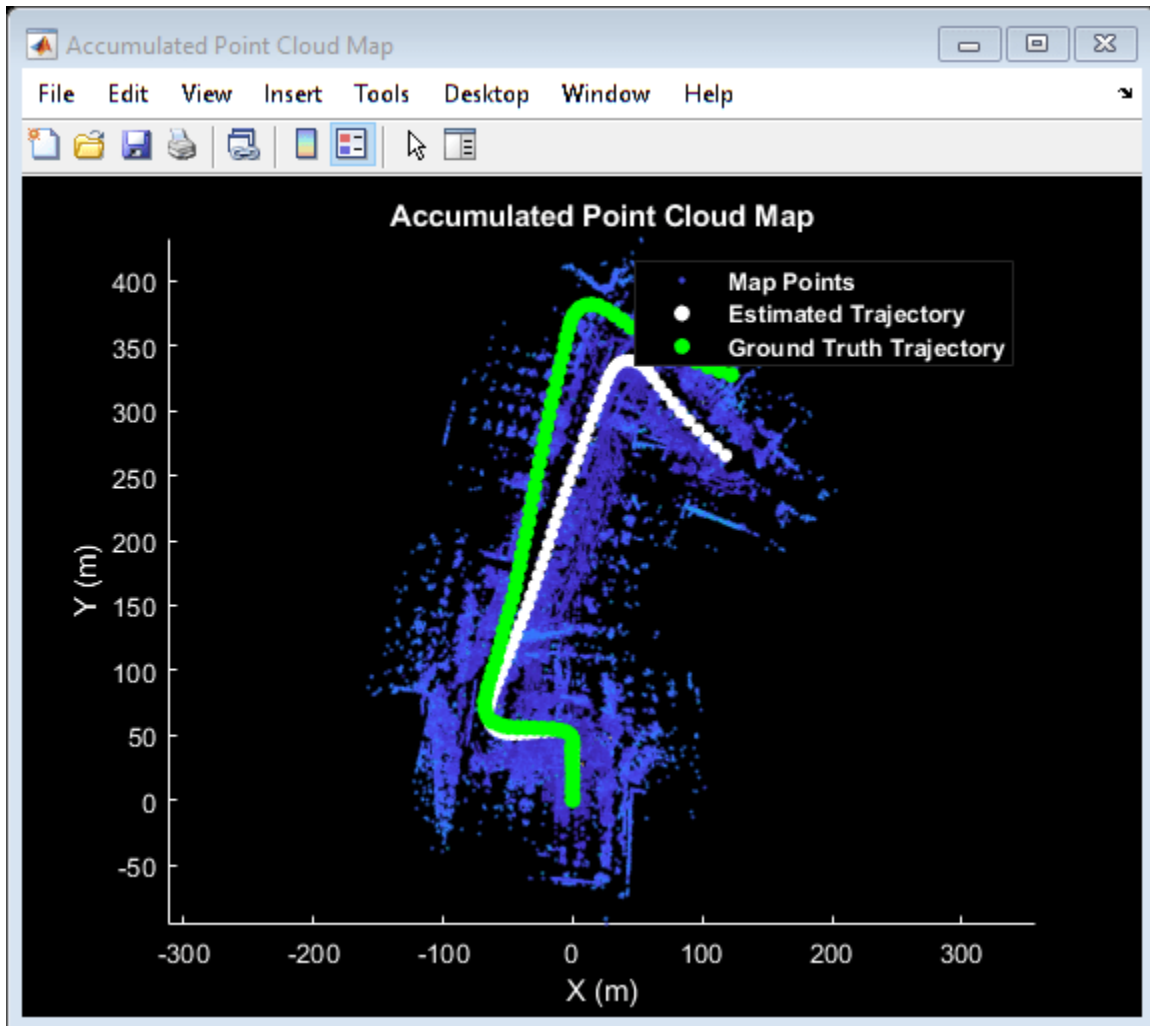 Accumulated Point Cloud Map
File Edit View Insert Tools Desktop Window Help
Accumulated Point Cloud Map
Map Points
Estimated Trajectory
Ground Truth Trajectory
400
350
300
250
200
150
100
50
0
-50
Y (m)
-300 -200 -100 0 100 200 300
X (m)